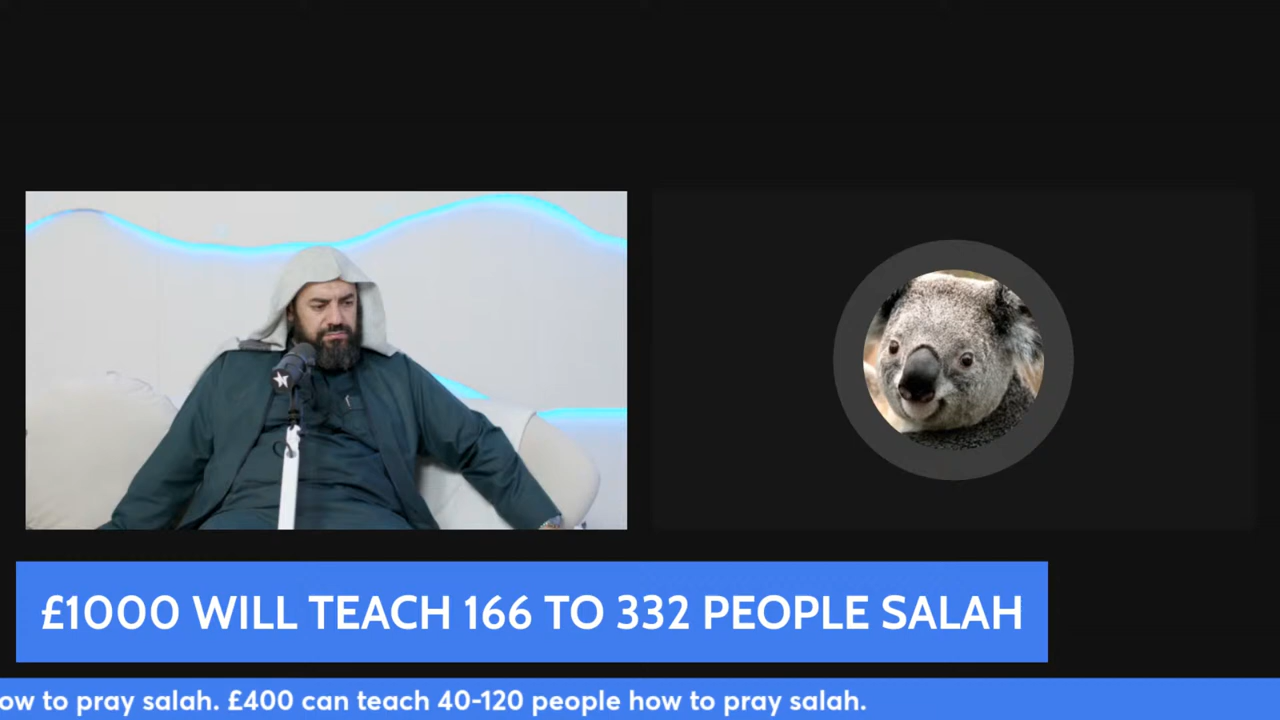 £1000 WILL TEACH 166 TO 332 PEOPLE SALAH
ow to pray salah. £400 can teach 40-120 people how to pray salah.